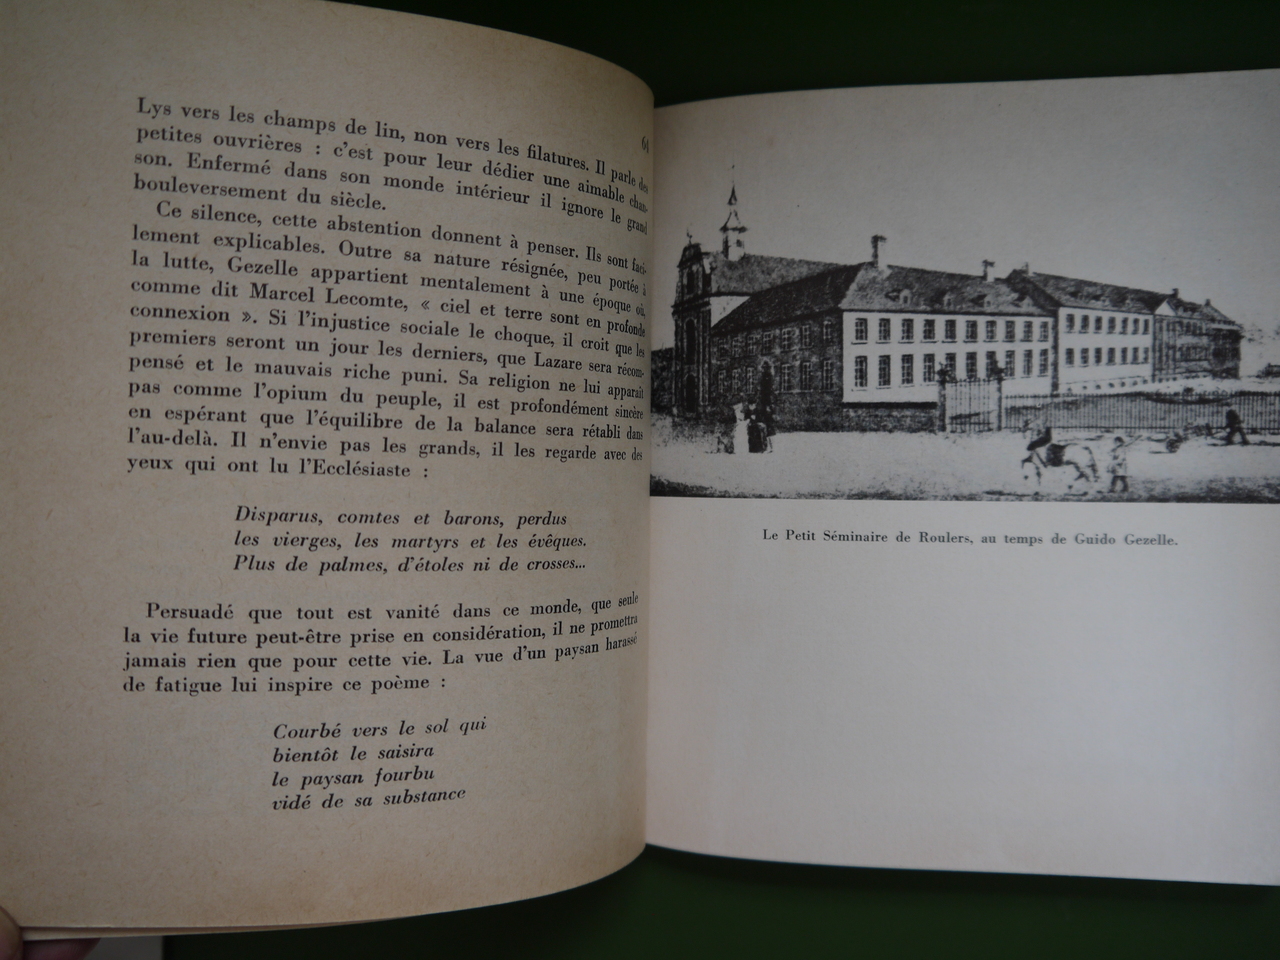 61
Lys vers les champs de lin, non vers les filatures. Il parle des
petites ouvrières : c'est pour leur dédier une aimable chan-
son. Enfermé dans son monde intérieur il ignore le grand
bouleversement du siècle.
Ce silence, cette abstention donnent à penser. Ils sont faci-
lement explicables. Outre sa nature résignée, peu portée à
la lutte, Gezelle appartient mentalement à une époque où,
comme dit Marcel Lecomte, « ciel et terre sont en profonde
connexion ». Si l'injustice sociale le choque, il croit que les
premiers seront un jour les derniers, que Lazare sera récom-
pensé et le mauvais riche puni. Sa religion ne lui apparaît
pas comme l'opium du peuple, il est profondément sincère
en espérant que l'équilibre de la balance sera rétabli dans
l'au-delà. Il n'envie pas les grands, il les regarde avec des
yeux qui ont lu l'Ecclésiaste :
Disparus, comtes et barons, perdus
les vierges, les martyrs et les évêques.
Plus de palmes, d'étoles ni de crosses...
Persuadé que tout est vanité dans ce monde, que seule
la vie future peut-être prise en considération, il ne promettra
jamais rien que pour cette vie. La vue d'un paysan harassé
de fatigue lui inspire ce poème :
Courbé vers le sol qui
bientôt le saisira
le paysan fourbu
vidé de sa substance
Le Petit Séminaire de Roulers, au temps de Guido Gezelle.